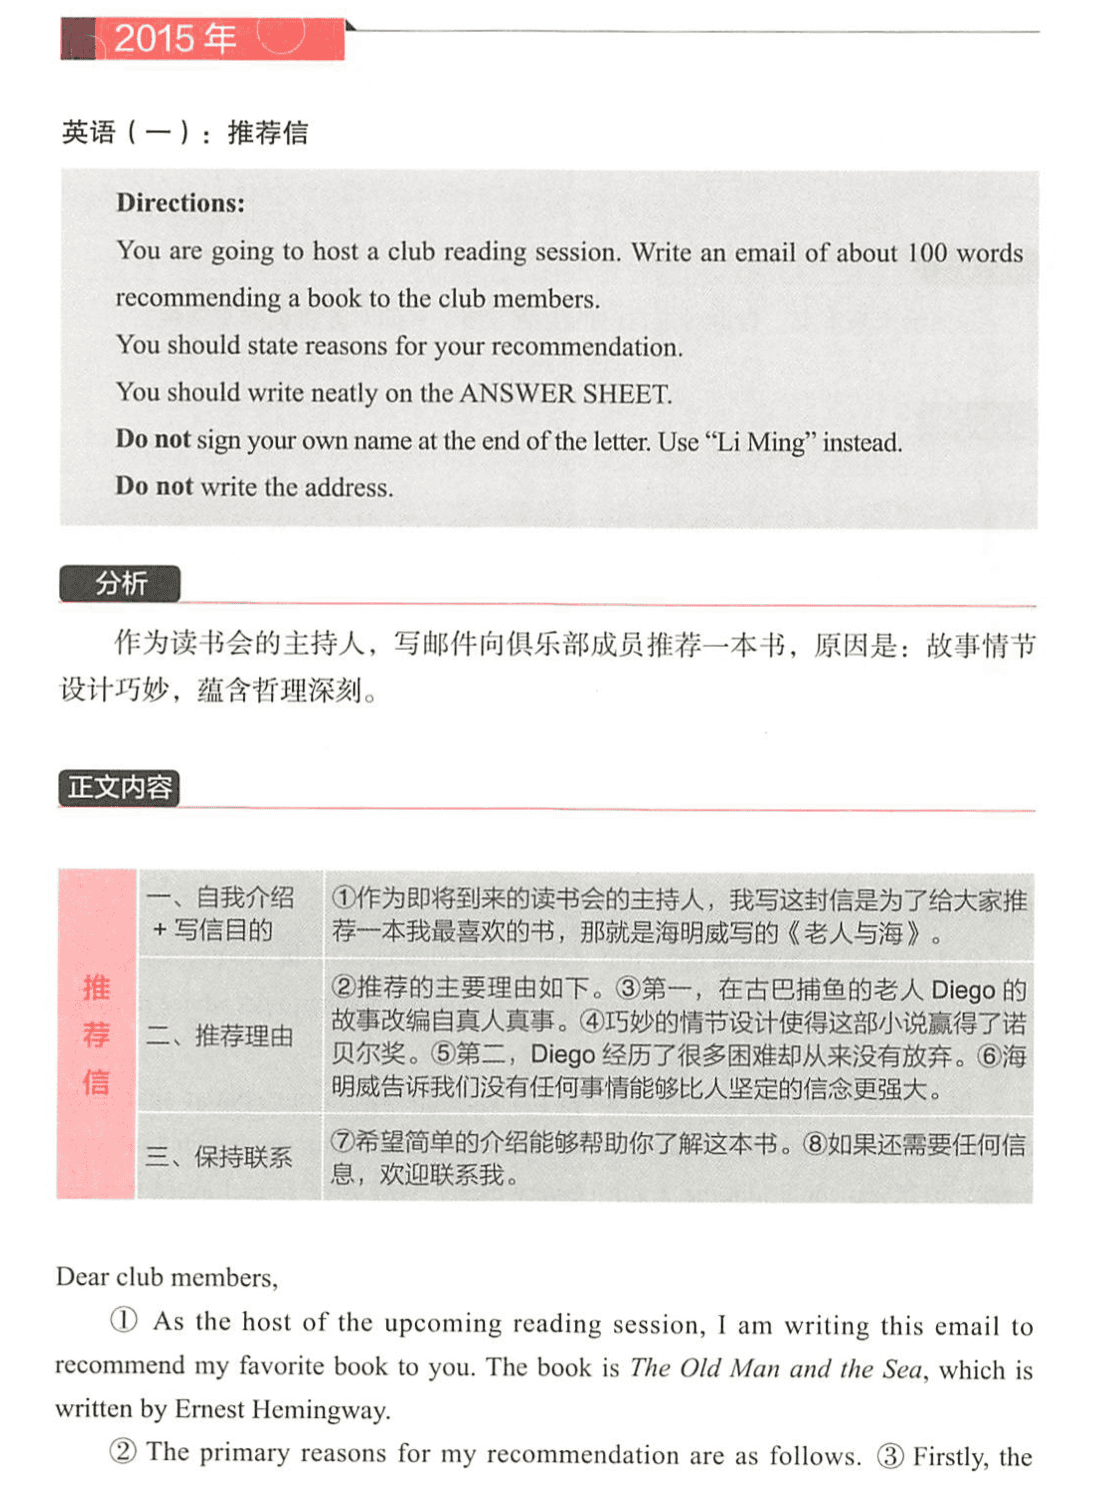 2015 年
英语（一）：推荐信
Directions:
You are going to host a club reading session. Write an email of about 100 words
recommending a book to the club members.
You should state reasons for your recommendation.
You should write neatly on the ANSWER SHEET.
Do not sign your own name at the end of the letter. Use “Li Ming” instead.
Do not write the address.
分析
作为读书会的主持人，写邮件向俱乐部成员推荐一本书，原因是：故事情节
设计巧妙，蕴含哲理深刻。
正文内容
推
荐
信
一、自我介绍
+ 写信目的
①作为即将到来的读书会的主持人，我写这封信是为了给大家推
荐一本我最喜欢的书，那就是海明威写的《老人与海》。
二、推荐理由
②推荐的主要理由如下。③第一，在古巴捕鱼的老人 Diego 的
故事改编自真人真事。④巧妙的情节设计使得这部小说赢得了诺
贝尔奖。⑤第二，Diego 经历了很多困难却从来没有放弃。⑥海
明威告诉我们没有任何事情能够比人坚定的信念更强大。
三、保持联系
⑦希望简单的介绍能够帮助你了解这本书。⑧如果还需要任何信
息，欢迎联系我。
Dear club members,
① As the host of the upcoming reading session, I am writing this email to
recommend my favorite book to you. The book is The Old Man and the Sea, which is
written by Ernest Hemingway.
② The primary reasons for my recommendation are as follows. ③ Firstly, the